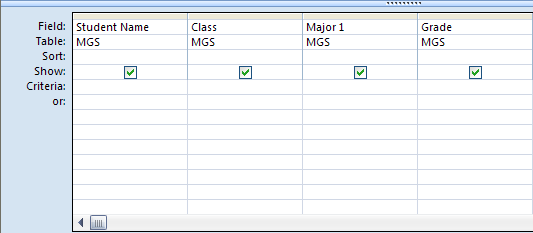 Field: Student Name Class Major 1 Grade
Table: MGS MGS MGS MGS
Sort:
Show:
Criteria:
or: